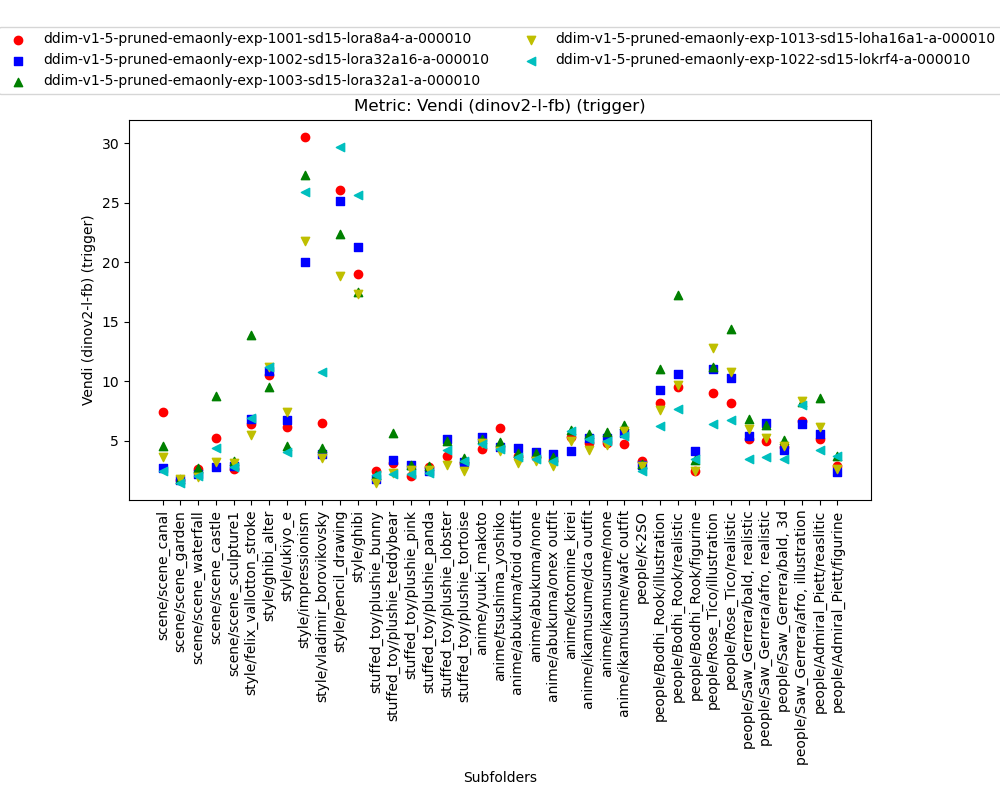 ddim-v1-5-pruned-emaonly-exp-1001-sd15-lora8a4-a-000010
ddim-v1-5-pruned-emaonly-exp-1002-sd15-lora32a16-a-000010
ddim-v1-5-pruned-emaonly-exp-1003-sd15-lora32a1-a-000010
ddim-v1-5-pruned-emaonly-exp-1013-sd15-loha16a1-a-000010
ddim-v1-5-pruned-emaonly-exp-1022-sd15-lokrf4-a-000010
Metric: Vendi (dinov2-l-fb) (trigger)
Vendi (dinov2-l-fb) (trigger)
30
25
20
15
10
5
scene/scene_canal
scene/scene_garden
scene/scene_waterfall
scene/scene_castle
scene/scene_sculpture1
style/felix_vallotton_stroke
style/ghibi_alter
style/ukiyo_e
style/impressionism
style/vladimir_borovikovsky
style/pencil_drawing
style/ghibi
stuffed_toy/plushie_bunny
stuffed_toy/plushie_teddybear
stuffed_toy/plushie_pink
stuffed_toy/plushie_panda
stuffed_toy/plushie_lobster
stuffed_toy/plushie_tortoise
anime/yuuki_makoto
anime/tsushima_yoshiko
anime/abukuma/toid outfit
anime/abukuma/none
anime/abukuma/onex outfit
anime/kotomine_kirei
anime/ikamusume/dca outfit
anime/ikamusume/none
anime/ikamusume/wafc outfit
people/K-2SO
people/Bodhi_Rook/illustration
people/Bodhi_Rook/realistic
people/Bodhi_Rook/figurine
people/Rose_Tico/illustration
people/Rose_Tico/realistic
people/Saw_Gerrera/bald, realistic
people/Saw_Gerrera/afro, realistic
people/Saw_Gerrera/bald, 3d
people/Saw_Gerrera/afro, illustration
people/Admiral_Piett/reaslitic
people/Admiral_Piett/figurine
Subfolders